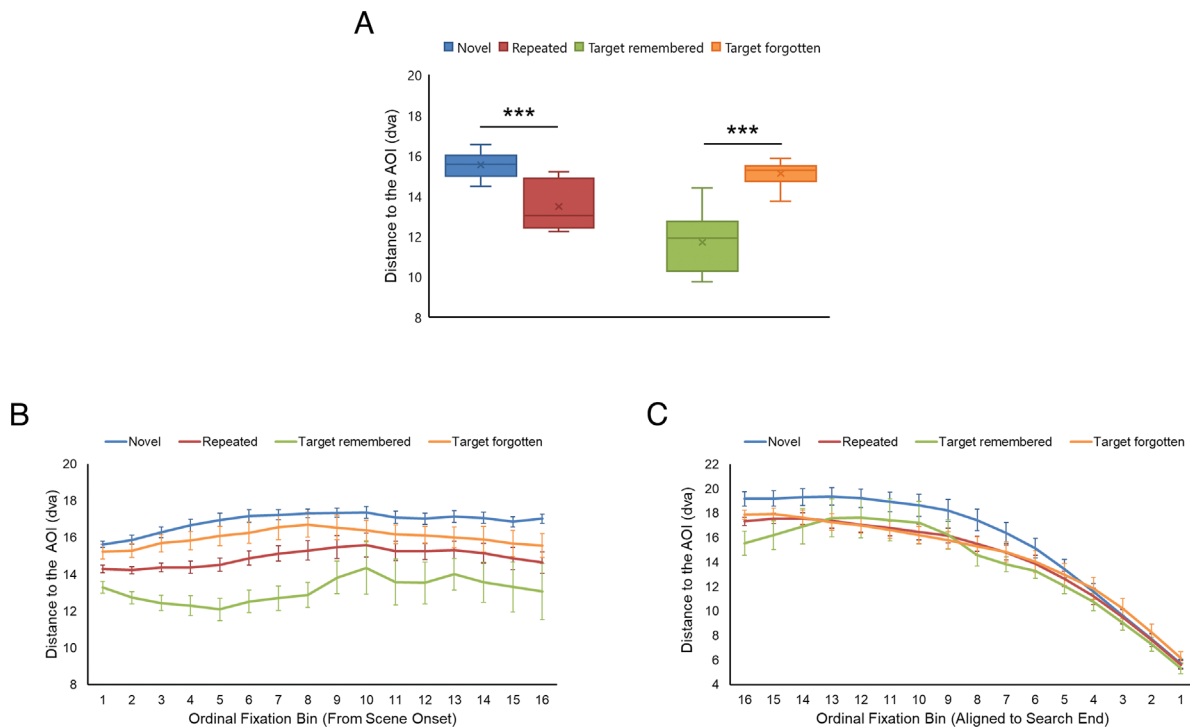 A
Novel Repeated Target remembered Target forgotten
Distance to the AOI (dva)
20
18
16
14
12
10
8
***
***
B
Novel Repeated Target remembered Target forgotten
Distance to the AOI (dva)
20
18
16
14
12
10
8
1 2 3 4 5 6 7 8 9 10 11 12 13 14 15 16
Ordinal Fixation Bin (From Scene Onset)
C
Novel Repeated Target remembered Target forgotten
Distance to the AOI (dva)
22
20
18
16
14
12
10
8
6
4
16 15 14 13 12 11 10 9 8 7 6 5 4 3 2 1
Ordinal Fixation Bin (Aligned to Search End)